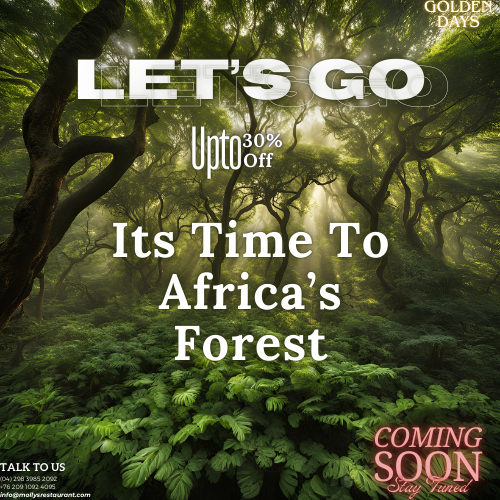 GOLDEN
DAYS
LET'S GO
Upto 30%
Off
Its Time To
Africa's
Forest
COMING
SOON
Stay Tuned
TALK TO US
(04) 298 3985 2092
+76 209 1092 4095
info@mollysrestaurant.com